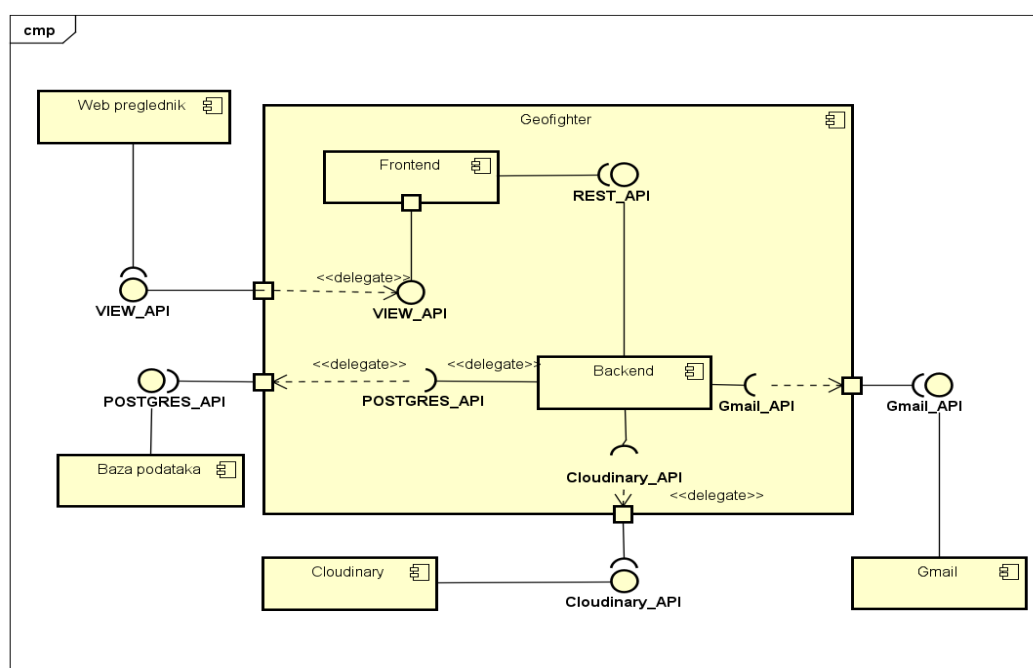 cmp
Web preglednik
Geofighter
Frontend
REST_API
<<delegate>>
VIEW_API
VIEW_API
<<delegate>>
<<delegate>>
Backend
POSTGRES_API
POSTGRES_API
Gmail_API
Gmail_API
Baza podataka
Cloudinary_API
<<delegate>>
Cloudinary
Gmail
Cloudinary_API